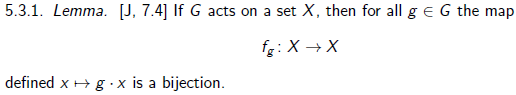 5.3.1. Lemma. [J, 7.4] If G acts on a set X, then for all g ∈ G the map
f_g : X → X
defined x ↦ g · x is a bijection.